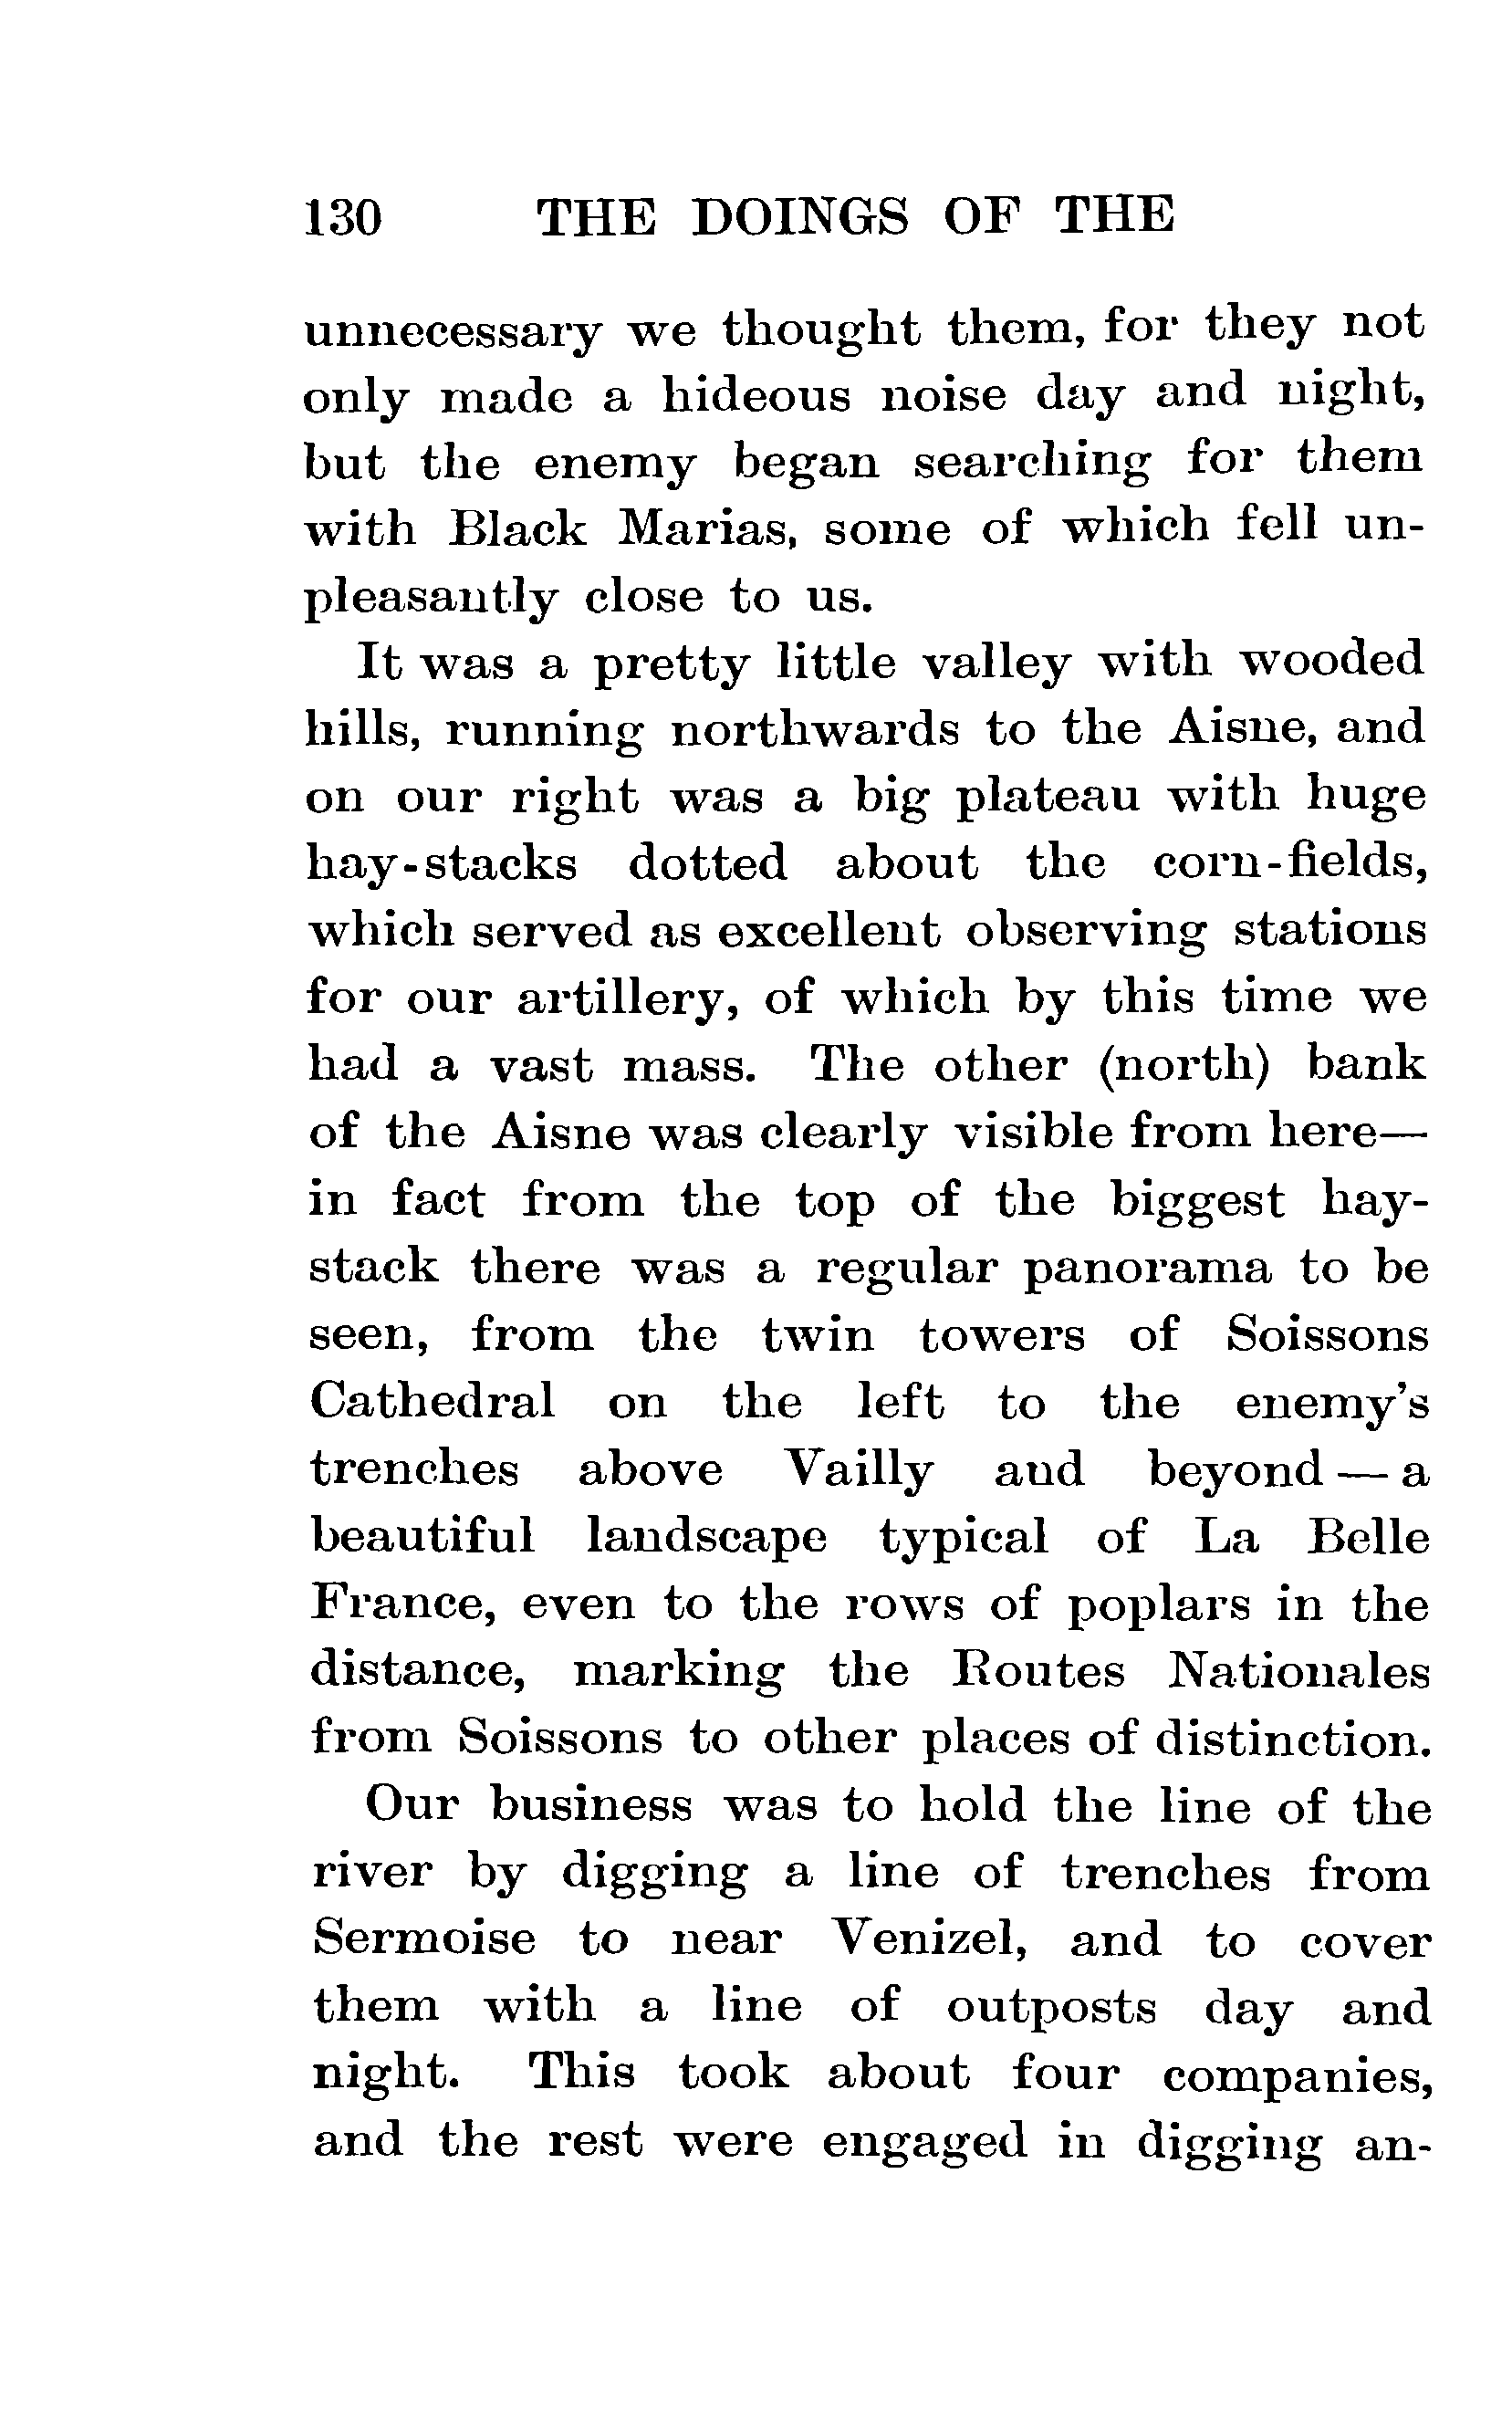 130 THE DOINGS OF THE
unnecessary we thought them, for they not
only made a hideous noise day and night,
but the enemy began searching for them
with Black Marias, some of which fell un-
pleasantly close to us.
It was a pretty little valley with wooded
hills, running northwards to the Aisne, and
on our right was a big plateau with huge
hay-stacks dotted about the corn-fields,
which served as excellent observing stations
for our artillery, of which by this time we
had a vast mass. The other (north) bank
of the Aisne was clearly visible from here—
in fact from the top of the biggest hay-
stack there was a regular panorama to be
seen, from the twin towers of Soissons
Cathedral on the left to the enemy's
trenches above Vailly and beyond — a
beautiful landscape typical of La Belle
France, even to the rows of poplars in the
distance, marking the Routes Nationales
from Soissons to other places of distinction.
Our business was to hold the line of the
river by digging a line of trenches from
Sermoise to near Venizel, and to cover
them with a line of outposts day and
night. This took about four companies,
and the rest were engaged in digging an-